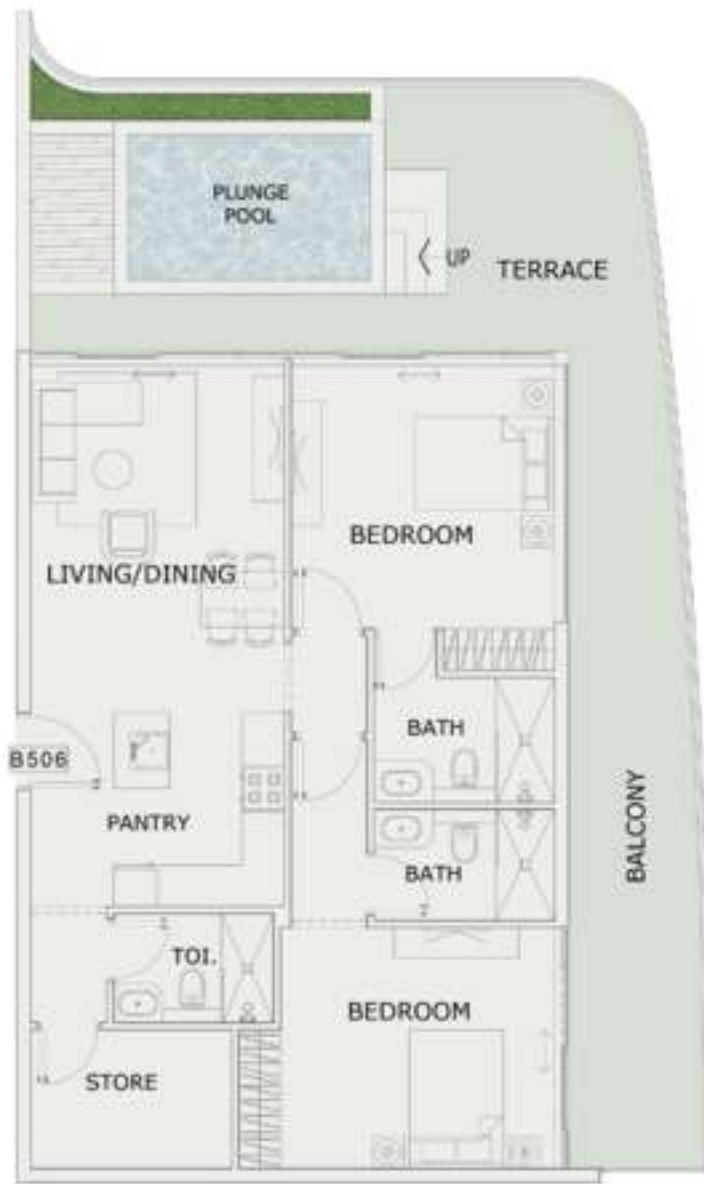 PLUNGE
POOL
UP
TERRACE
BEDROOM
LIVING/DINING
BATH
B506
PANTRY
BALCONY
BATH
TOI.
BEDROOM
STORE